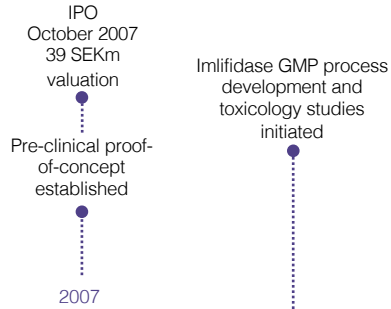 IPO
October 2007
39 SEKm
valuation
Pre-clinical proof-
of-concept
established
2007
Imlifidase GMP process
development and
toxicology studies
initiated